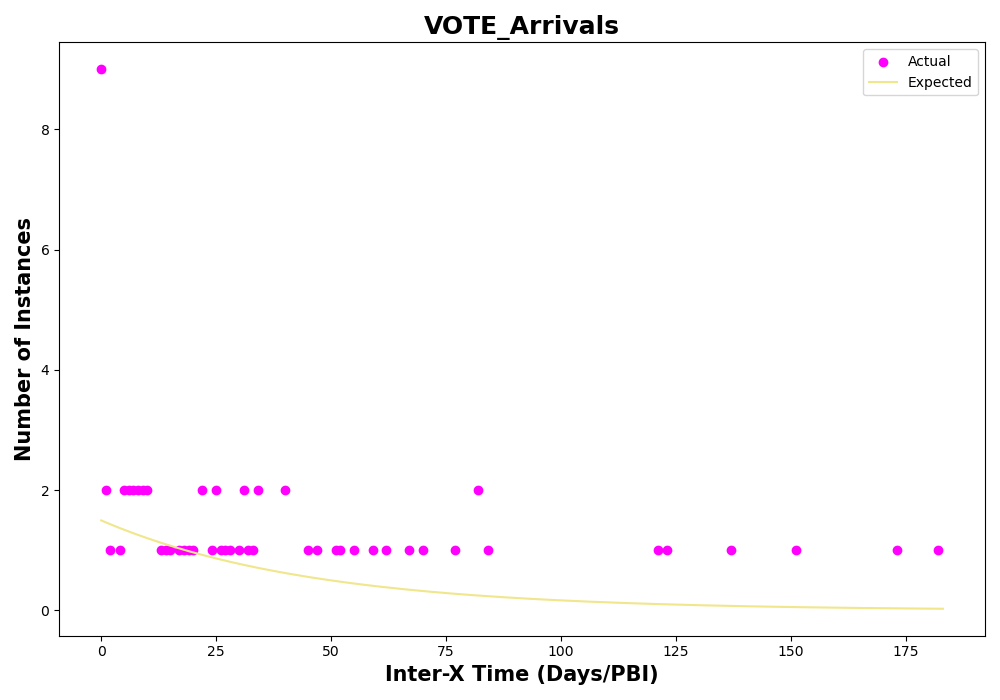 VOTE_Arrivals
Actual
Expected
Number of Instances
8
6
4
2
0
0 25 50 75 100 125 150 175
Inter-X Time (Days/PBI)